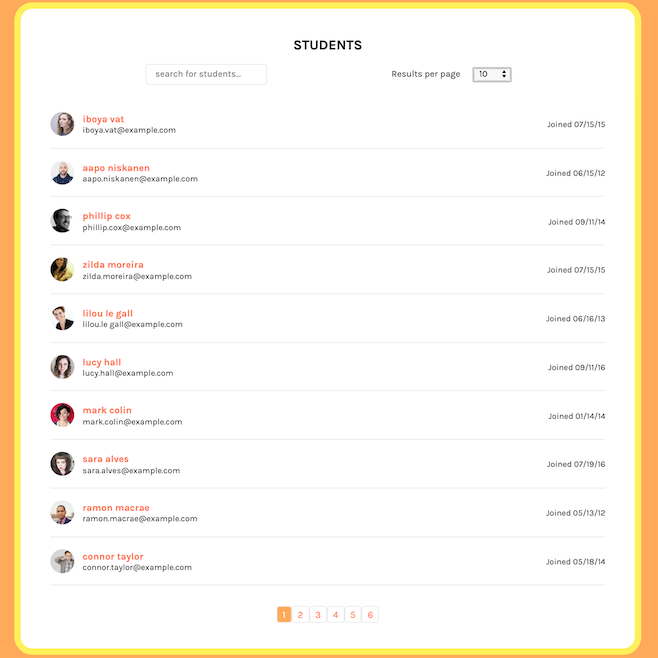 STUDENTS
search for students...
Results per page 10
iboya vat
iboya.vat@example.com
Joined 07/15/15
aapo niskanen
aapo.niskanen@example.com
Joined 06/15/12
phillip cox
phillip.cox@example.com
Joined 09/11/14
zilda moreira
zilda.moreira@example.com
Joined 07/15/15
lilou le gall
lilou.le gall@example.com
Joined 06/16/13
lucy hall
lucy.hall@example.com
Joined 09/11/16
mark colin
mark.colin@example.com
Joined 01/14/14
sara alves
sara.alves@example.com
Joined 07/19/16
ramon macrae
ramon.macrae@example.com
Joined 05/13/12
connor taylor
connor.taylor@example.com
Joined 05/18/14
1 2 3 4 5 6